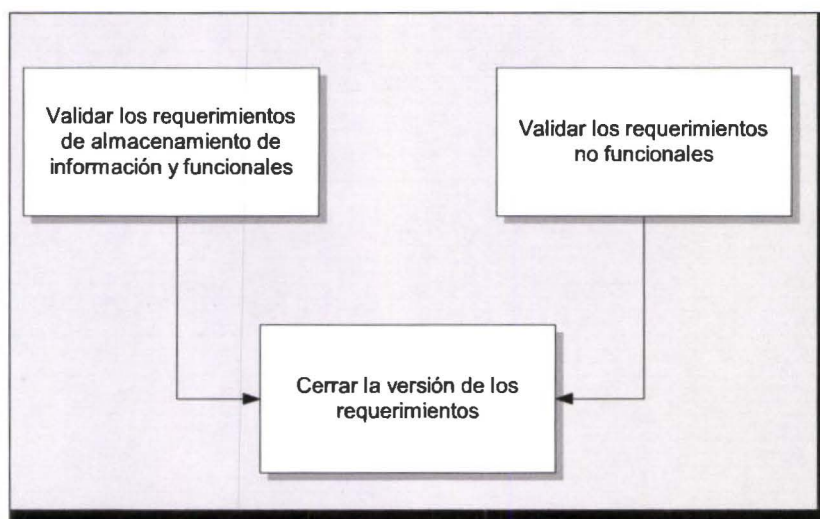 Validar los requerimientos
de almacenamiento de
información y funcionales
Validar los requerimientos
no funcionales
Cerrar la versión de los
requerimientos